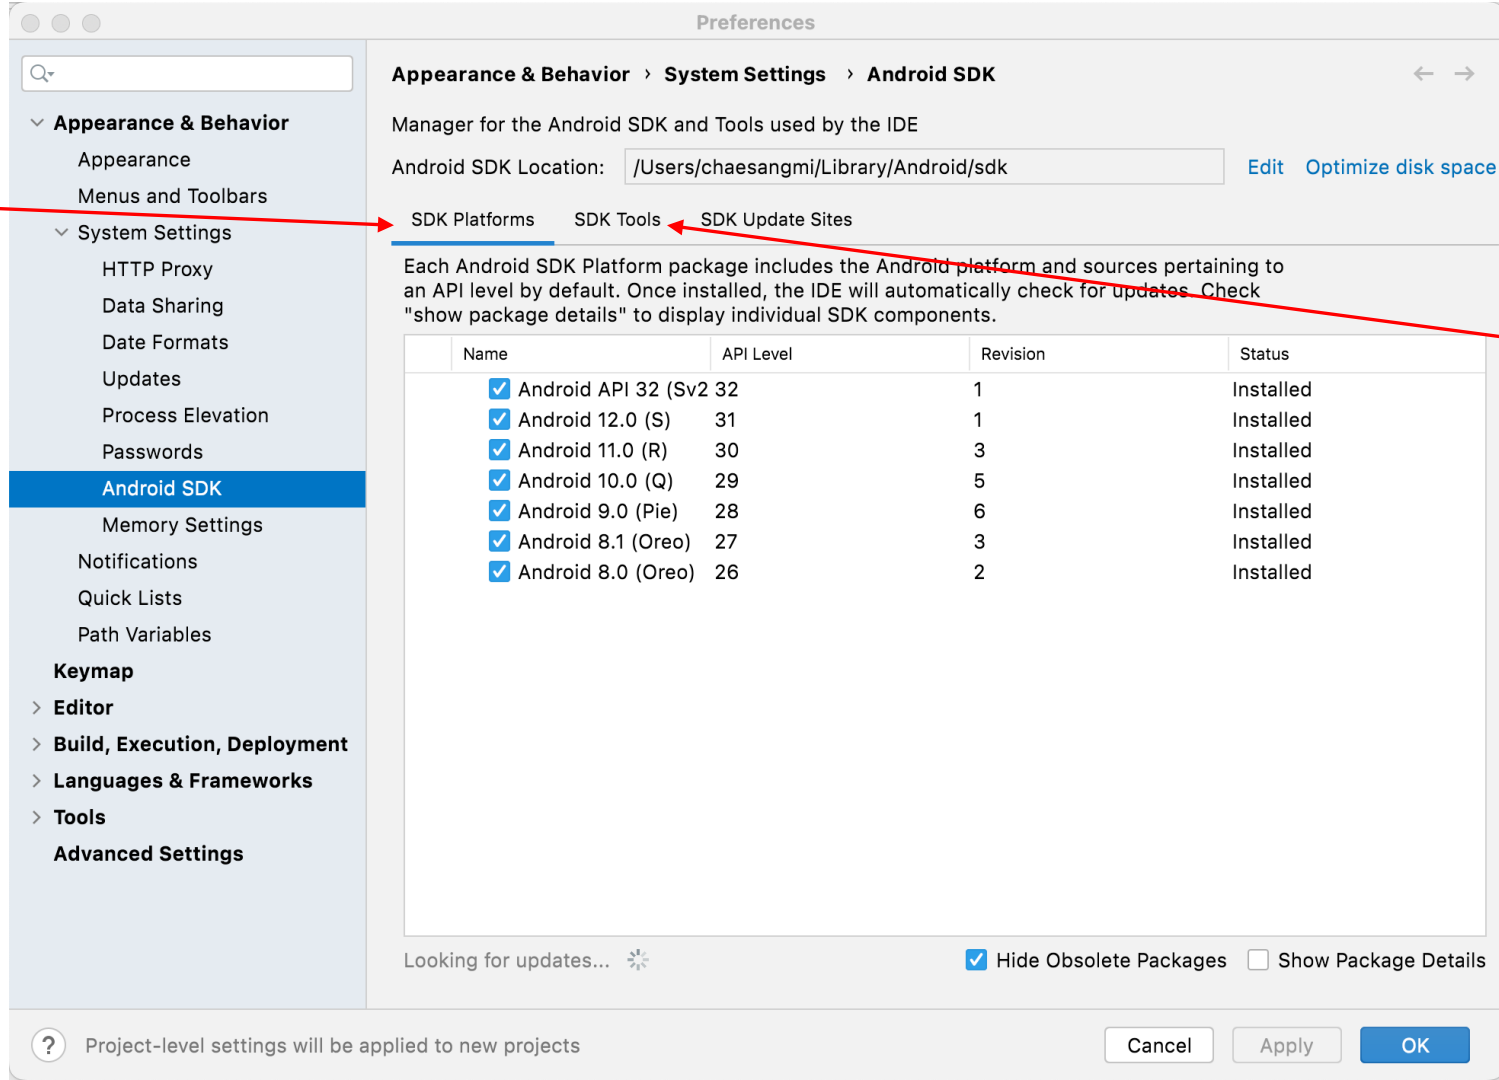 Preferences
Appearance & Behavior
Appearance
Menus and Toolbars
System Settings
HTTP Proxy
Data Sharing
Date Formats
Updates
Process Elevation
Passwords
Android SDK
Memory Settings
Notifications
Quick Lists
Path Variables
Keymap
Editor
Build, Execution, Deployment
Languages & Frameworks
Tools
Advanced Settings
Appearance & Behavior › System Settings › Android SDK
Manager for the Android SDK and Tools used by the IDE
Android SDK Location: /Users/chaesangmi/Library/Android/sdk Edit Optimize disk space
SDK Platforms SDK Tools SDK Update Sites
Each Android SDK Platform package includes the Android platform and sources pertaining to
an API level by default. Once installed, the IDE will automatically check for updates. Check
"show package details" to display individual SDK components.
Name API Level Revision Status
Android API 32 (Sv2 32 1 Installed
Android 12.0 (S) 31 1 Installed
Android 11.0 (R) 30 3 Installed
Android 10.0 (Q) 29 5 Installed
Android 9.0 (Pie) 28 6 Installed
Android 8.1 (Oreo) 27 3 Installed
Android 8.0 (Oreo) 26 2 Installed
Looking for updates... Hide Obsolete Packages Show Package Details
? Project-level settings will be applied to new projects Cancel Apply OK